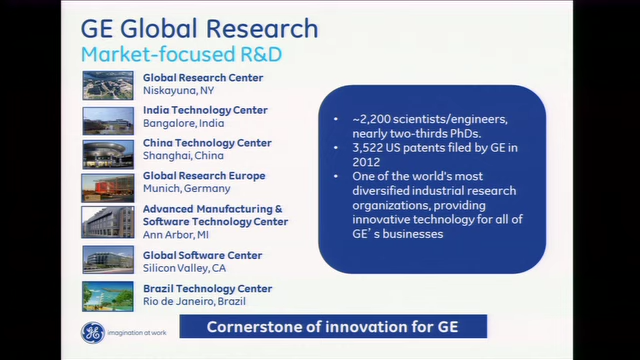 GE Global Research
Market-focused R&D
Global Research Center
Niskayuna, NY
India Technology Center
Bangalore, India
China Technology Center
Shanghai, China
Global Research Europe
Munich, Germany
Advanced Manufacturing &
Software Technology Center
Ann Arbor, MI
Global Software Center
Silicon Valley, CA
Brazil Technology Center
Rio de Janeiro, Brazil
• ~2,200 scientists/engineers,
nearly two-thirds PhDs.
• 3,522 US patents filed by GE in
2012
• One of the world's most
diversified industrial research
organizations, providing
innovative technology for all of
GE's businesses
GE imagination at work
Cornerstone of innovation for GE